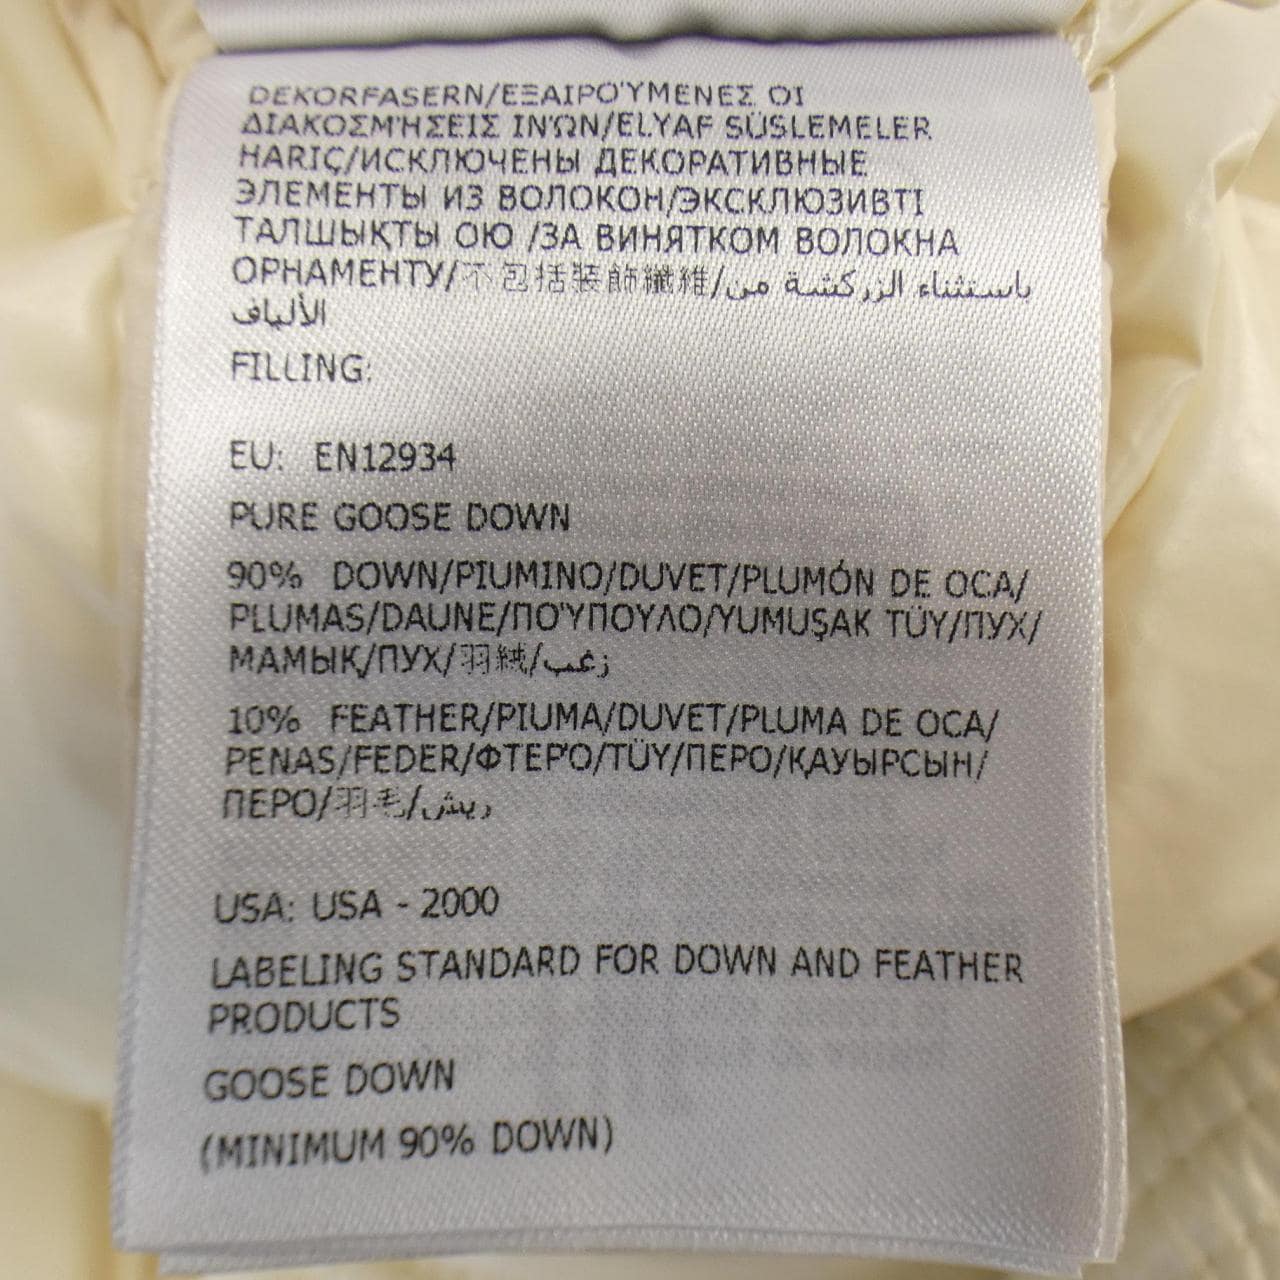 DEKORFASERN/ΕΞΑΙΡΟΎΜΕΝΕΣ ΟΙ
ΔΙΑΚΟΣΜΉΣΕΙΣ ΙΝΏΝ/ELYAF SÜSLEMELER
HARIÇ/ИСКЛЮЧЕНЫ ДЕКОРАТИВНЫЕ
ЭЛЕМЕНТЫ ИЗ ВОЛОКОН/ЭКСКЛЮЗИВТІ
ТАЛШЫҚТЫ ОЮ /ЗА ВИНЯТКОМ ВОЛОКНА
ОРНАМЕНТУ/不包括装飾纖維/باستثناء الزركشة من
الألياف
FILLING:
EU: EN12934
PURE GOOSE DOWN
90% DOWN/PIUMINO/DUVET/PLUMÓN DE OCA/
PLUMAS/DAUNE/ΠΟΎΠΟΥΛΟ/YUMUŞAK TÜY/ПУХ/
МАМЫҚ/ПУХ/羽絨/زغب
10% FEATHER/PIUMA/DUVET/PLUMA DE OCA/
PENAS/FEDER/ΦΤΕΡΌ/TÜY/ПЕРО/ҚАУЫРСЫН/
ПЕРО/羽毛/ريش
USA: USA - 2000
LABELING STANDARD FOR DOWN AND FEATHER
PRODUCTS
GOOSE DOWN
(MINIMUM 90% DOWN)